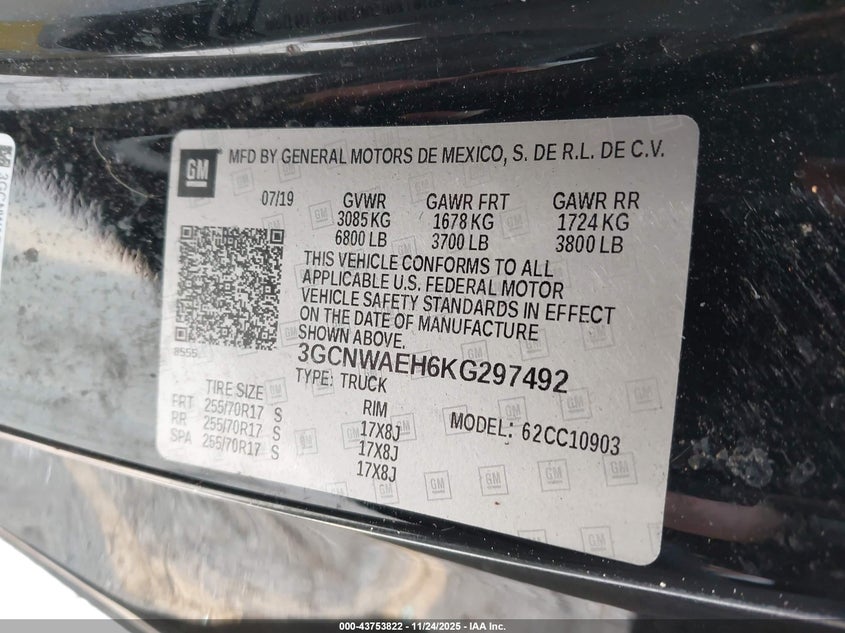 GM
MFD BY GENERAL MOTORS DE MEXICO, S. DE R.L. DE C.V.
07/19 GVWR GAWR FRT GAWR RR
3085 KG 1678 KG 1724 KG
6800 LB 3700 LB 3800 LB
THIS VEHICLE CONFORMS TO ALL
APPLICABLE U.S. FEDERAL MOTOR
VEHICLE SAFETY STANDARDS IN EFFECT
ON THE DATE OF MANUFACTURE
SHOWN ABOVE.
8555
3GCNWAEH6KG297492
TYPE: TRUCK
TIRE SIZE RIM MODEL: 62CC10903
FRT 255/70R17 S 17X8J
RR 255/70R17 S 17X8J
SPA 255/70R17 S 17X8J
000-43753822 - 11/24/2025 - IAA Inc.